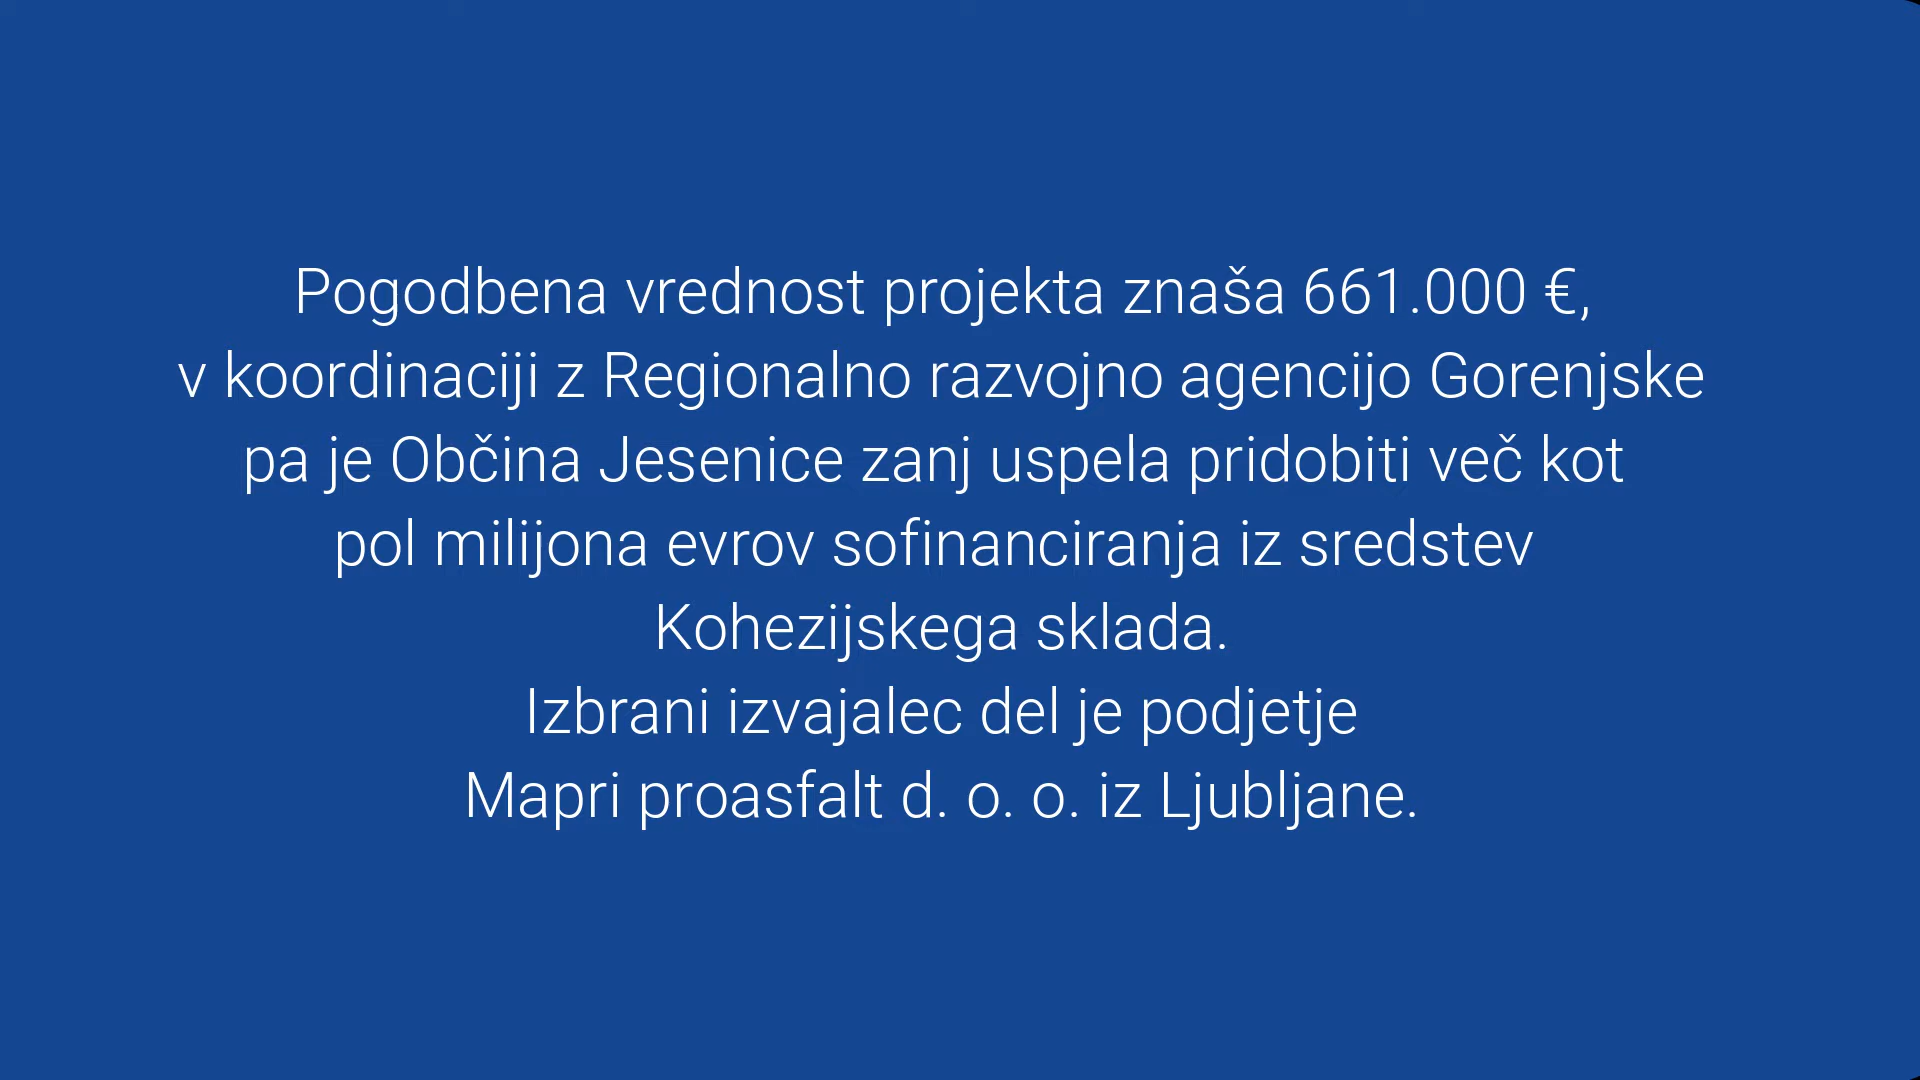 Pogodbena vrednost projekta znaša 661.000 €,
v koordinaciji z Regionalno razvojno agencijo Gorenjske
pa je Občina Jesenice zanj uspela pridobiti več kot
pol milijona evrov sofinanciranja iz sredstev
Kohezijskega sklada.
Izbrani izvajalec del je podjetje
Mapri proasfalt d. o. o. iz Ljubljane.